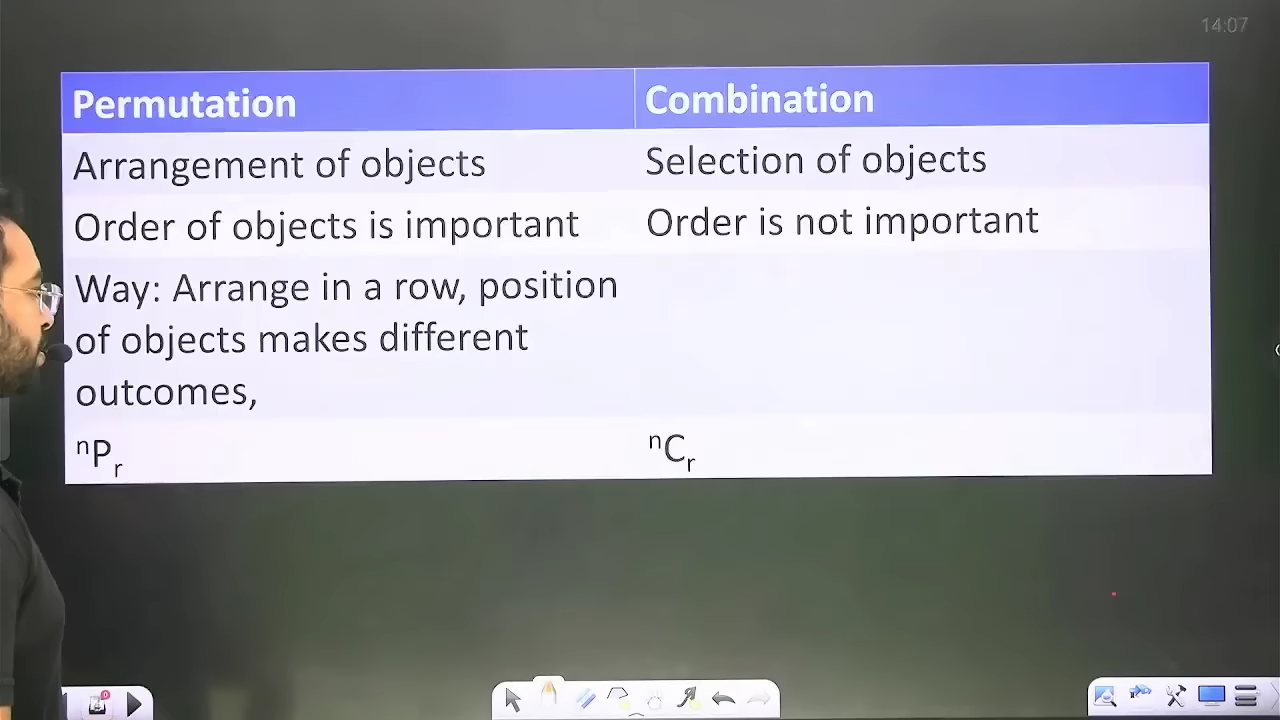 14:07
Permutation
Combination
Arrangement of objects
Selection of objects
Order of objects is important
Order is not important
Way: Arrange in a row, position
of objects makes different
outcomes,
ⁿPᵣ
ⁿCᵣ
0